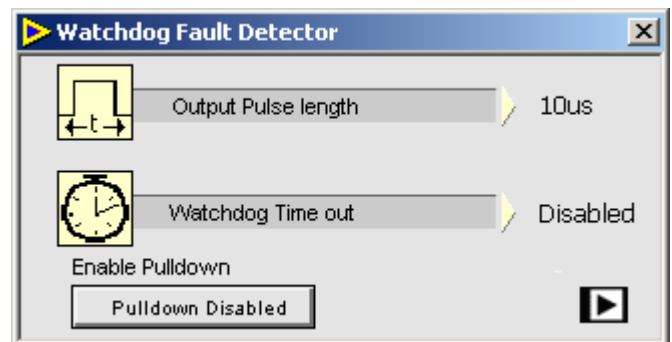 Watchdog Fault Detector
t
Output Pulse length
10us
Watchdog Time out
Disabled
Enable Pulldown
Pulldown Disabled